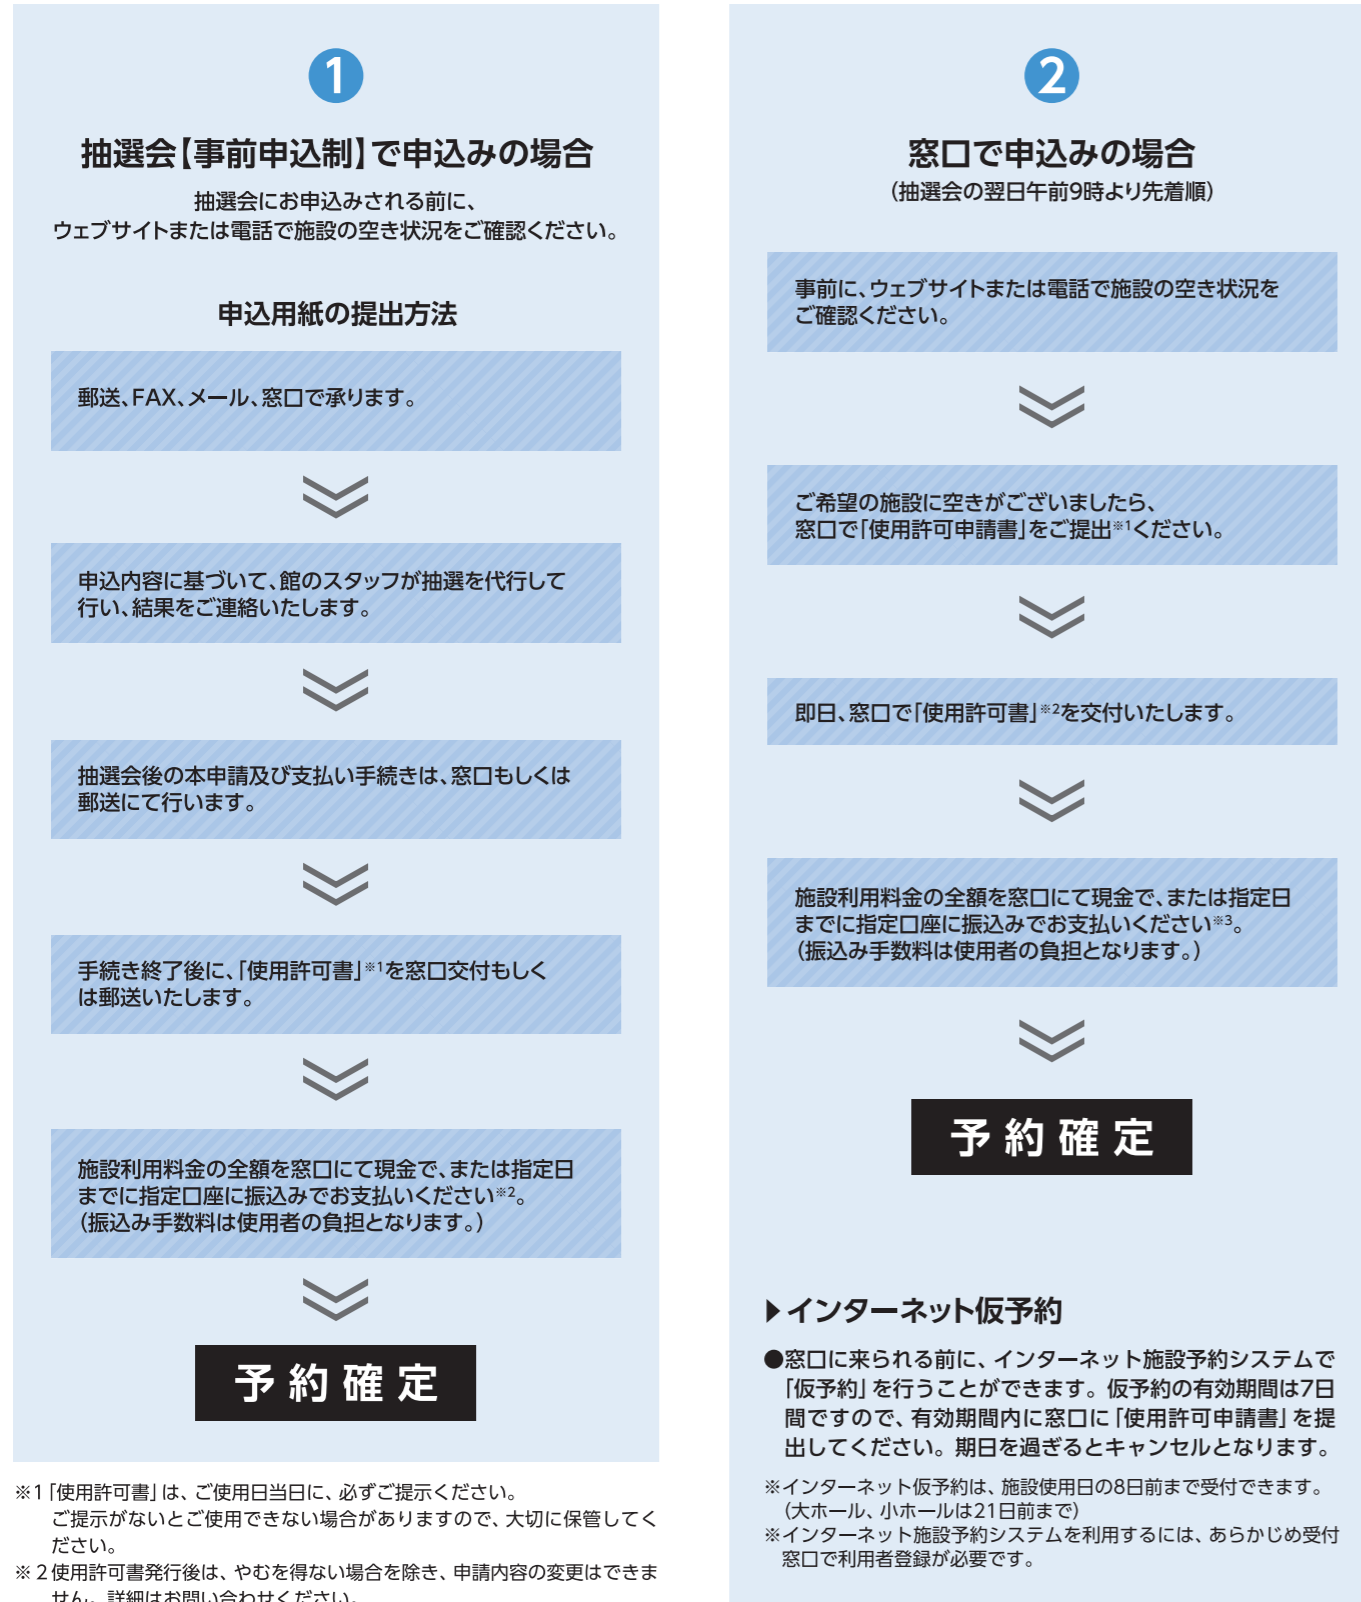 1
抽選会【事前申込制】で申込みの場合
抽選会にお申込みされる前に、
ウェブサイトまたは電話で施設の空き状況をご確認ください。
申込用紙の提出方法
郵送、FAX、メール、窓口で承ります。
申込内容に基づいて、館のスタッフが抽選を代行して
行い、結果をご連絡いたします。
抽選会後の本申請及び支払い手続きは、窓口もしくは
郵送にて行います。
手続き終了後に、「使用許可書」※1を窓口交付もしく
は郵送いたします。
施設利用料金の全額を窓口にて現金で、または指定日
までに指定口座に振込みでお支払いください※2。
（振込み手数料は使用者の負担となります。）
予約確定
※1「使用許可書」は、ご使用日当日に、必ずご提示ください。
ご提示がないとご使用できない場合がありますので、大切に保管してく
ださい。
※２使用許可書発行後は、やむを得ない場合を除き、申請内容の変更はできま
せん。詳細はお問い合わせください。
2
窓口で申込みの場合
（抽選会の翌日午前9時より先着順）
事前に、ウェブサイトまたは電話で施設の空き状況を
ご確認ください。
ご希望の施設に空きがございましたら、
窓口で「使用許可申請書」をご提出※1ください。
即日、窓口で「使用許可書」※2を交付いたします。
施設利用料金の全額を窓口にて現金で、または指定日
までに指定口座に振込みでお支払いください※3。
（振込み手数料は使用者の負担となります。）
予約確定
▶インターネット仮予約
●窓口に来られる前に、インターネット施設予約システムで
「仮予約」を行うことができます。仮予約の有効期間は7日
間ですので、有効期間内に窓口に「使用許可申請書」を提
出してください。期日を過ぎるとキャンセルとなります。
※インターネット仮予約は、施設使用日の8日前まで受付できます。
（大ホール、小ホールは21日前まで）
※インターネット施設予約システムを利用するには、あらかじめ受付
窓口で利用者登録が必要です。